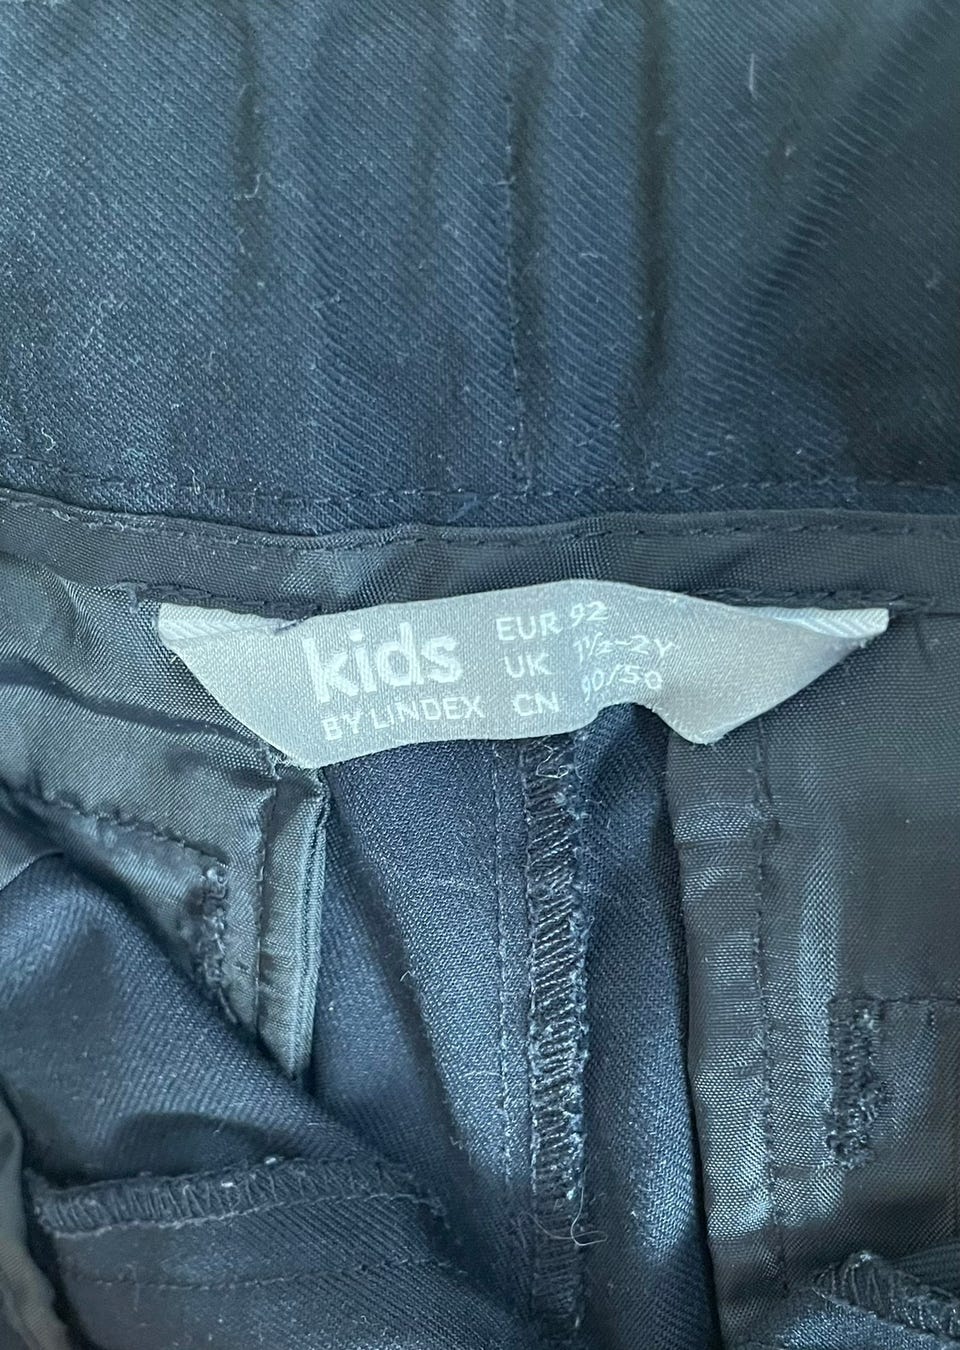 kids
BY LINDEX
EUR 92
UK 1½-2Y
CN 90/50